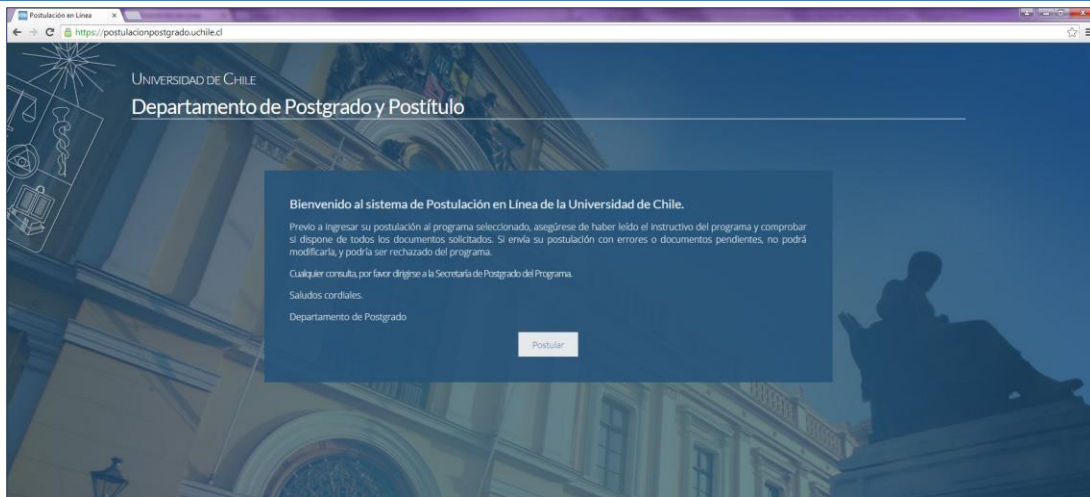 Postulación en Línea
https://postulacionpostgrado.uchile.cl
UNIVERSIDAD DE CHILE
Departamento de Postgrado y Postítulo
Bienvenido al sistema de Postulación en Línea de la Universidad de Chile.
Previo a ingresar su postulación al programa seleccionado, asegúrese de haber leído el instructivo del programa y comprobar
si dispone de todos los documentos solicitados. Si envía su postulación con errores o documentos pendientes, no podrá
modificarla, y podría ser rechazado del programa.
Cualquier consulta, por favor dirigirse a la Secretaría de Postgrado del Programa.
Saludos cordiales.
Departamento de Postgrado
Postular